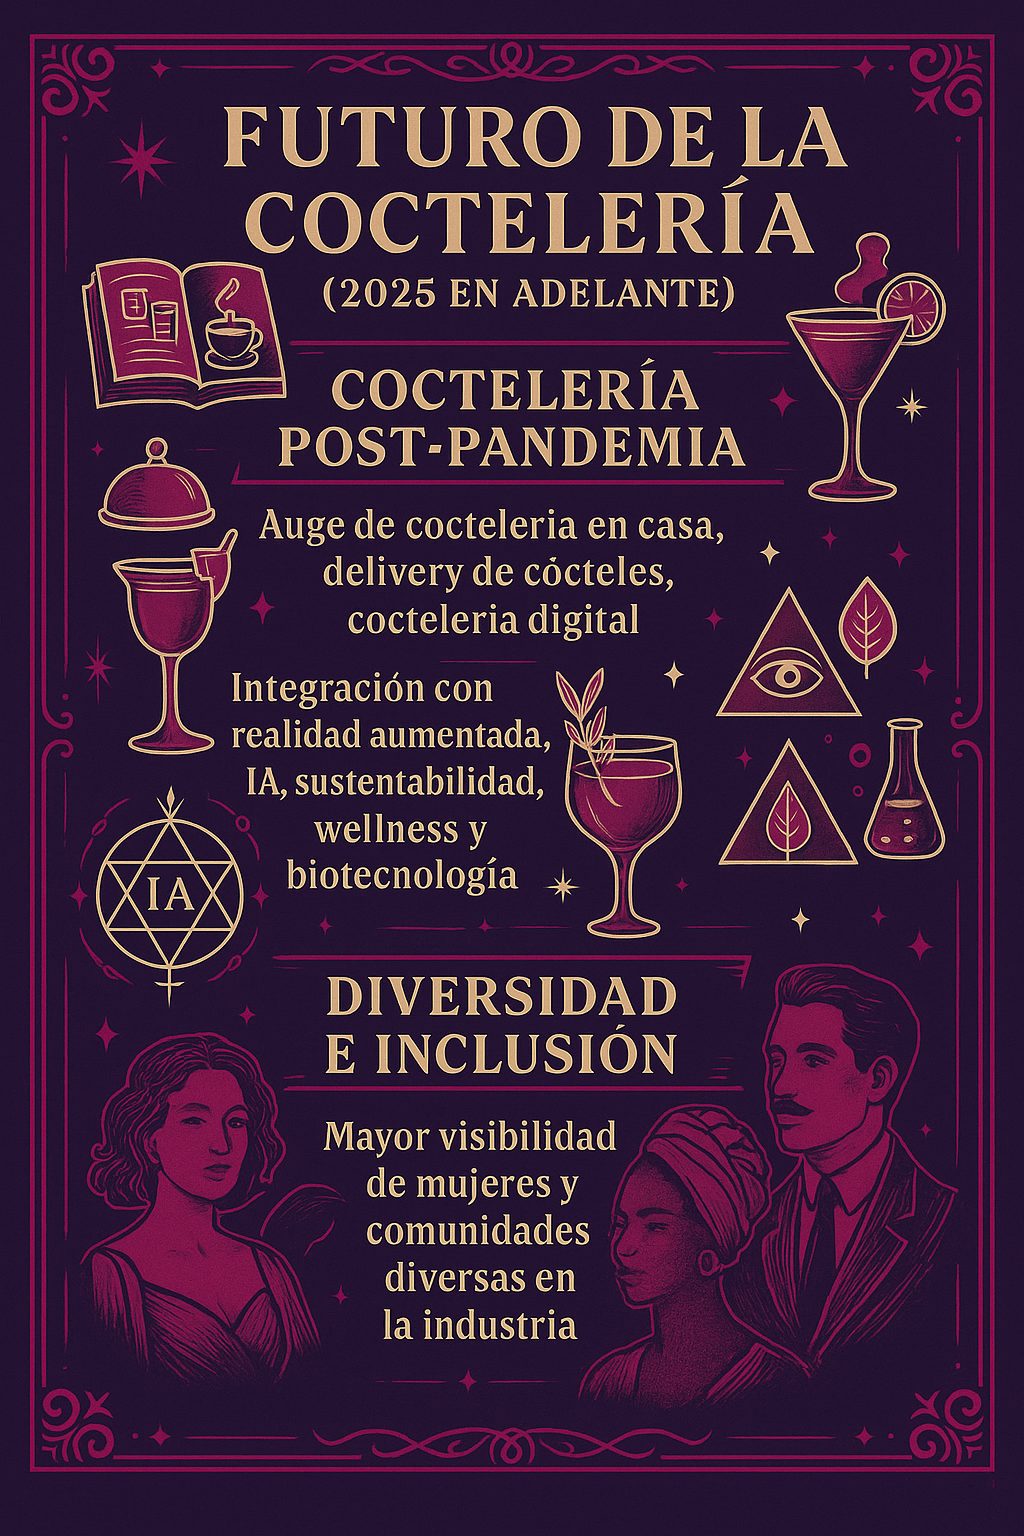 FUTURO DE LA
COCTELERÍA
(2025 EN ADELANTE)
COCTELERÍA
POST-PANDEMIA
Auge de cocteleria en casa,
delivery de cócteles,
cocteleria digital
Integración con
realidad aumentada,
IA, sustentabilidad,
wellness y
biotecnología
IA
DIVERSIDAD
E INCLUSIÓN
Mayor visibilidad
de mujeres y
comunidades
diversas en
la industria